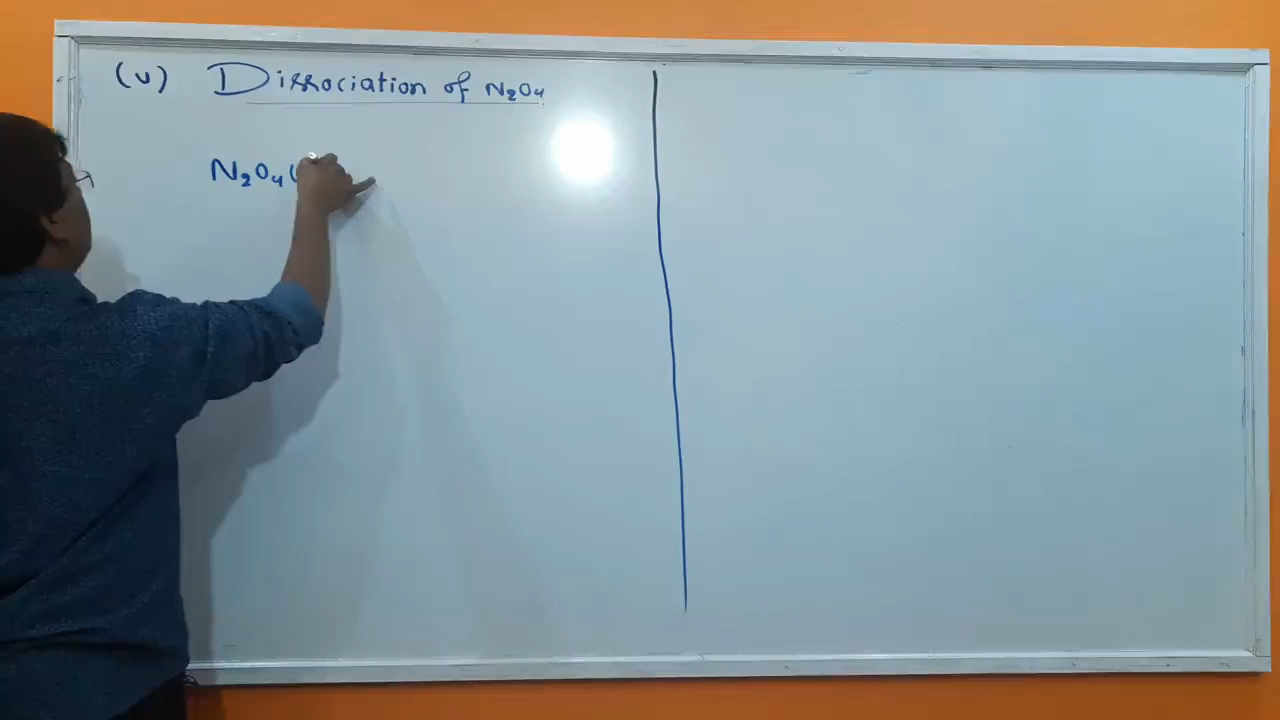 (v) Dissociation of N₂O₄
N₂O₄(